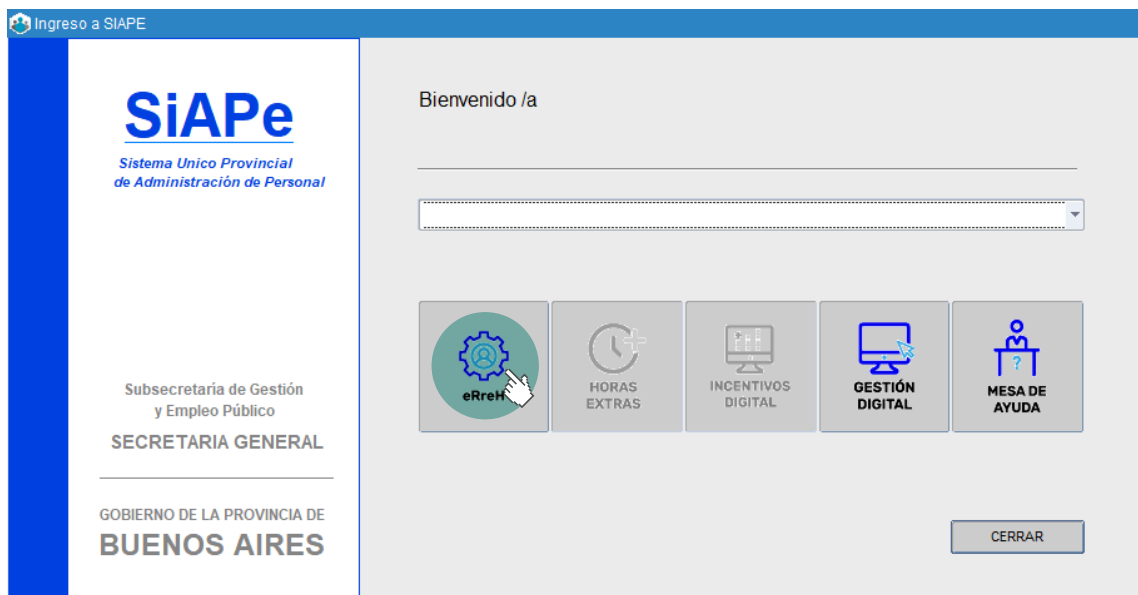 Ingreso a SIAPE
SiAPe
Sistema Unico Provincial
de Administración de Personal
Subsecretaria de Gestión
y Empleo Público
SECRETARIA GENERAL
GOBIERNO DE LA PROVINCIA DE
BUENOS AIRES
Bienvenido /a
eRreH
HORAS
EXTRAS
INCENTIVOS
DIGITAL
GESTIÓN
DIGITAL
?
MESA DE
AYUDA
CERRAR